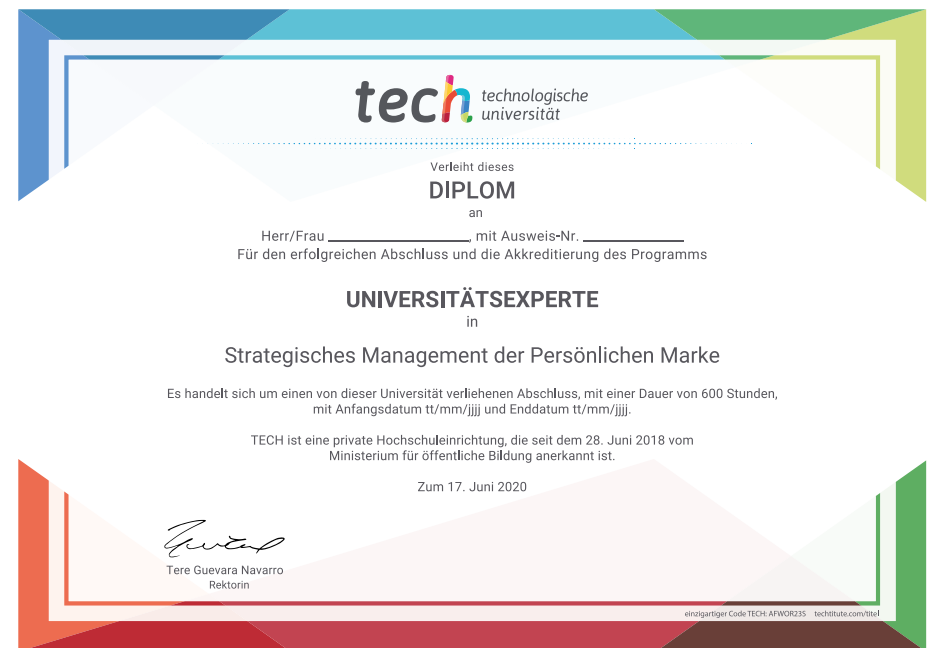 tech technologische
universität
Verleiht dieses
DIPLOM
an
Herr/Frau ____________, mit Ausweis-Nr. ____________
Für den erfolgreichen Abschluss und die Akkreditierung des Programms
UNIVERSITÄTSEXPERTE
in
Strategisches Management der Persönlichen Marke
Es handelt sich um einen von dieser Universität verliehenen Abschluss, mit einer Dauer von 600 Stunden,
mit Anfangsdatum tt/mm/jjjj und Enddatum tt/mm/jjjj.
TECH ist eine private Hochschuleinrichtung, die seit dem 28. Juni 2018 vom
Ministerium für öffentliche Bildung anerkannt ist.
Zum 17. Juni 2020
Tere Guevara Navarro
Rektorin
einzigartiger Code TECH: AFWOR23S techtitute.com/titel